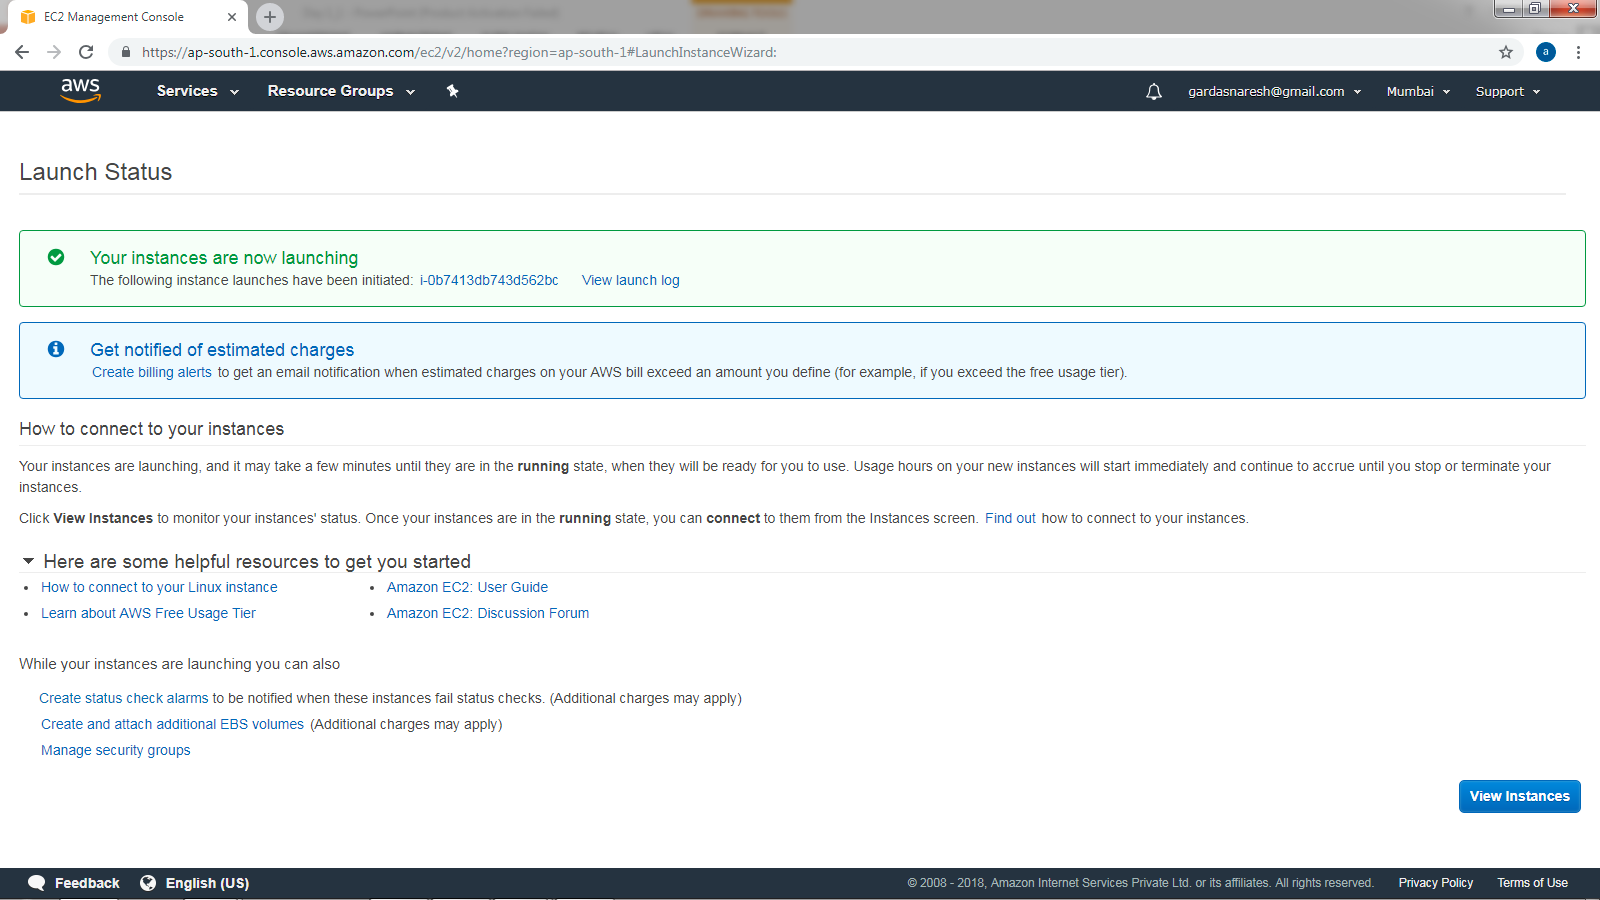 EC2 Management Console
https://ap-south-1.console.aws.amazon.com/ec2/v2/home?region=ap-south-1#LaunchInstanceWizard:
a
aws Services Resource Groups gardasnaresh@gmail.com Mumbai Support
Launch Status
Your instances are now launching
The following instance launches have been initiated: i-0b7413db743d562bc View launch log
Get notified of estimated charges
Create billing alerts to get an email notification when estimated charges on your AWS bill exceed an amount you define (for example, if you exceed the free usage tier).
How to connect to your instances
Your instances are launching, and it may take a few minutes until they are in the running state, when they will be ready for you to use. Usage hours on your new instances will start immediately and continue to accrue until you stop or terminate your
instances.
Click View Instances to monitor your instances' status. Once your instances are in the running state, you can connect to them from the Instances screen. Find out how to connect to your instances.
Here are some helpful resources to get you started
• How to connect to your Linux instance • Amazon EC2: User Guide
• Learn about AWS Free Usage Tier • Amazon EC2: Discussion Forum
While your instances are launching you can also
Create status check alarms to be notified when these instances fail status checks. (Additional charges may apply)
Create and attach additional EBS volumes (Additional charges may apply)
Manage security groups
View Instances
Feedback English (US) © 2008 - 2018, Amazon Internet Services Private Ltd. or its affiliates. All rights reserved. Privacy Policy Terms of Use